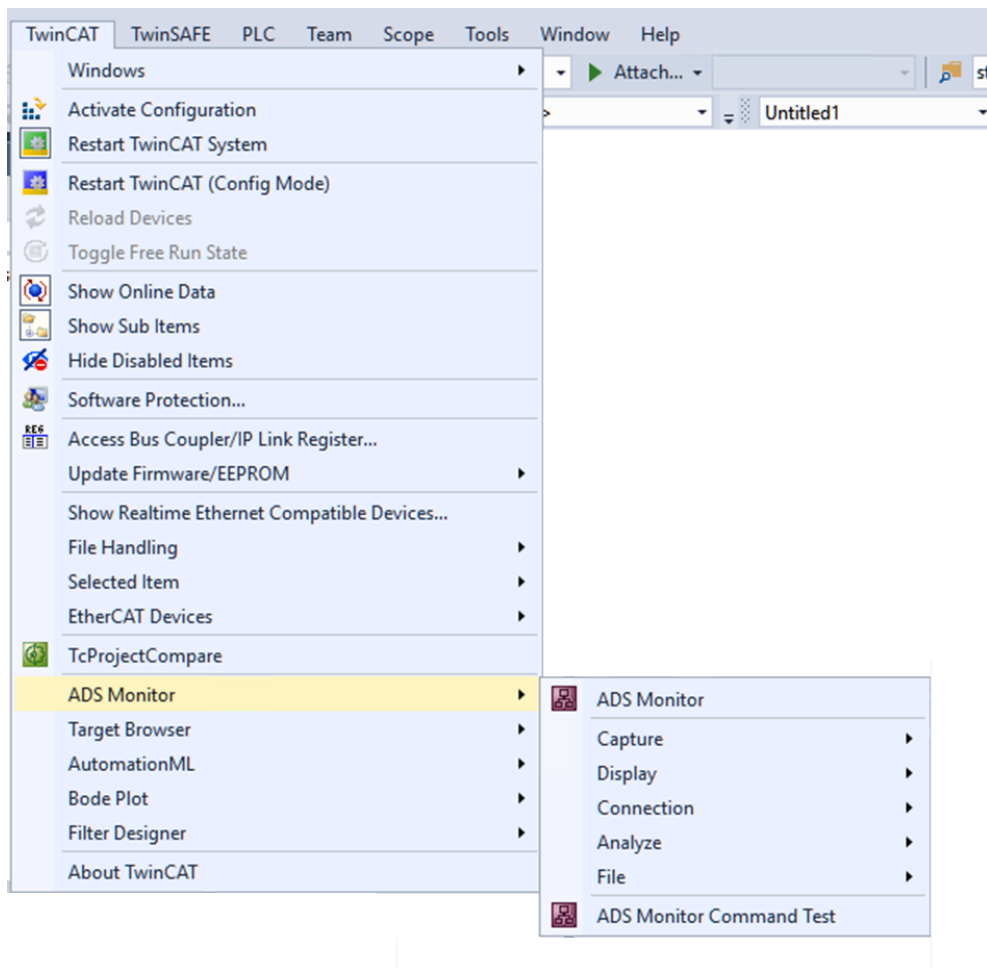 TwinCAT TwinSAFE PLC Team Scope Tools Window Help
Windows
Attach...
Activate Configuration
> Untitled1
Restart TwinCAT System
Restart TwinCAT (Config Mode)
Reload Devices
Toggle Free Run State
Show Online Data
Show Sub Items
Hide Disabled Items
Software Protection...
REG
Access Bus Coupler/IP Link Register...
Update Firmware/EEPROM
Show Realtime Ethernet Compatible Devices...
File Handling
Selected Item
EtherCAT Devices
TcProjectCompare
ADS Monitor
Target Browser
AutomationML
Bode Plot
Filter Designer
About TwinCAT
ADS Monitor
Capture
Display
Connection
Analyze
File
ADS Monitor Command Test